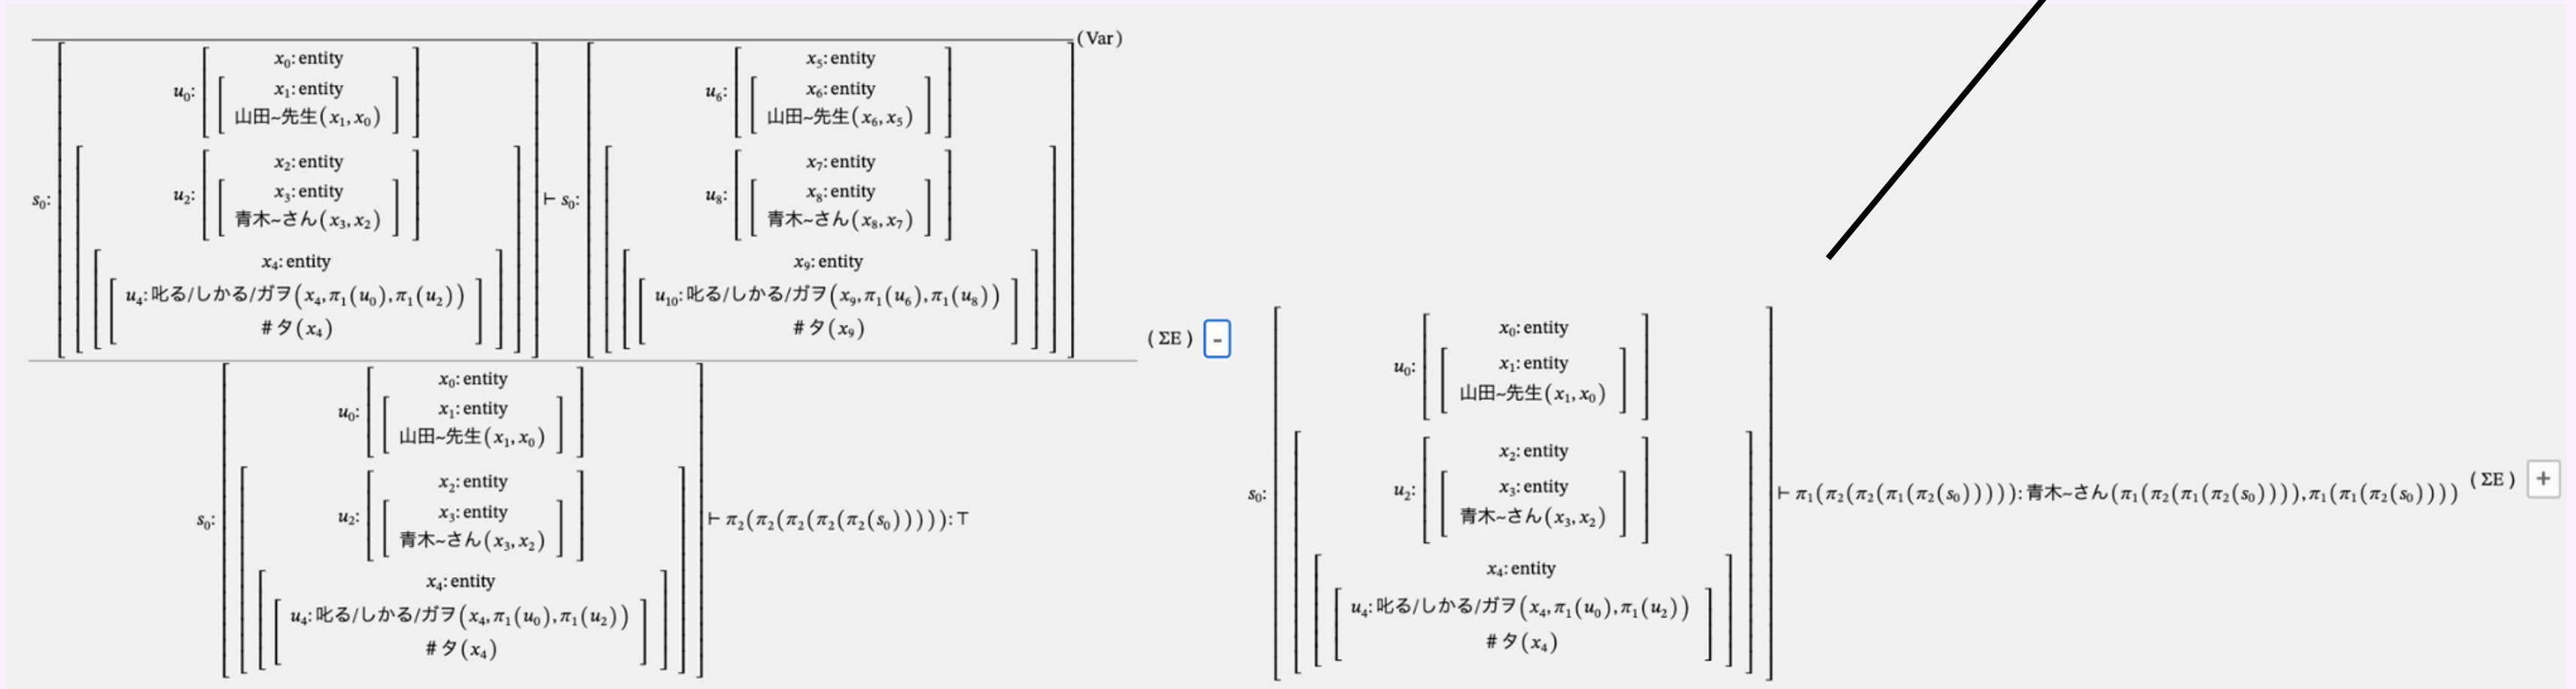 (Var)
x₀: entity
u₀: x₁: entity
山田~先生(x₁, x₀)
x₂: entity
s₀: u₂: x₃: entity
青木~さん(x₃, x₂)
x₄: entity
u₄: 叱る/しかる/ガヲ(x₄, π₁(u₀), π₁(u₂))
# タ(x₄)
x₅: entity
u₆: x₆: entity
山田~先生(x₆, x₅)
x₇: entity
⊢ s₀: u₈: x₈: entity
青木~さん(x₈, x₇)
x₉: entity
u₁₀: 叱る/しかる/ガヲ(x₉, π₁(u₆), π₁(u₈))
# タ(x₉)
(ΣE) -
x₀: entity
u₀: x₁: entity
山田~先生(x₁, x₀)
x₂: entity
s₀: u₂: x₃: entity
青木~さん(x₃, x₂)
x₄: entity
u₄: 叱る/しかる/ガヲ(x₄, π₁(u₀), π₁(u₂))
# タ(x₄)
⊢ π₂(π₂(π₂(π₂(π₂(s₀))))): ⊤
x₀: entity
u₀: x₁: entity
山田~先生(x₁, x₀)
x₂: entity
s₀: u₂: x₃: entity
青木~さん(x₃, x₂)
x₄: entity
u₄: 叱る/しかる/ガヲ(x₄, π₁(u₀), π₁(u₂))
# タ(x₄)
⊢ π₁(π₂(π₂(π₁(π₂(s₀))))): 青木~さん(π₁(π₂(π₁(π₂(s₀)))), π₁(π₁(π₂(s₀))))
(ΣE) +